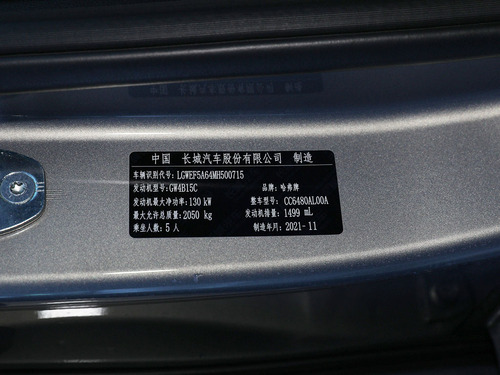 中国 长城汽车股份有限公司 制造
车辆识别代号: LGWEF5A64MH500715
发动机型号: GW4B15C 品牌: 哈弗牌
发动机最大净功率: 130 kW 整车型号: CC6480AL00A
最大允许总质量: 2050 kg 发动机排量: 1499 mL
乘坐人数: 5 人 制造年月: 2021-11